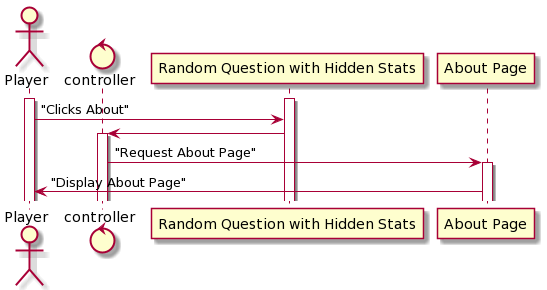 Player
controller
Random Question with Hidden Stats
About Page
"Clicks About"
"Request About Page"
"Display About Page"
Player
controller
Random Question with Hidden Stats
About Page